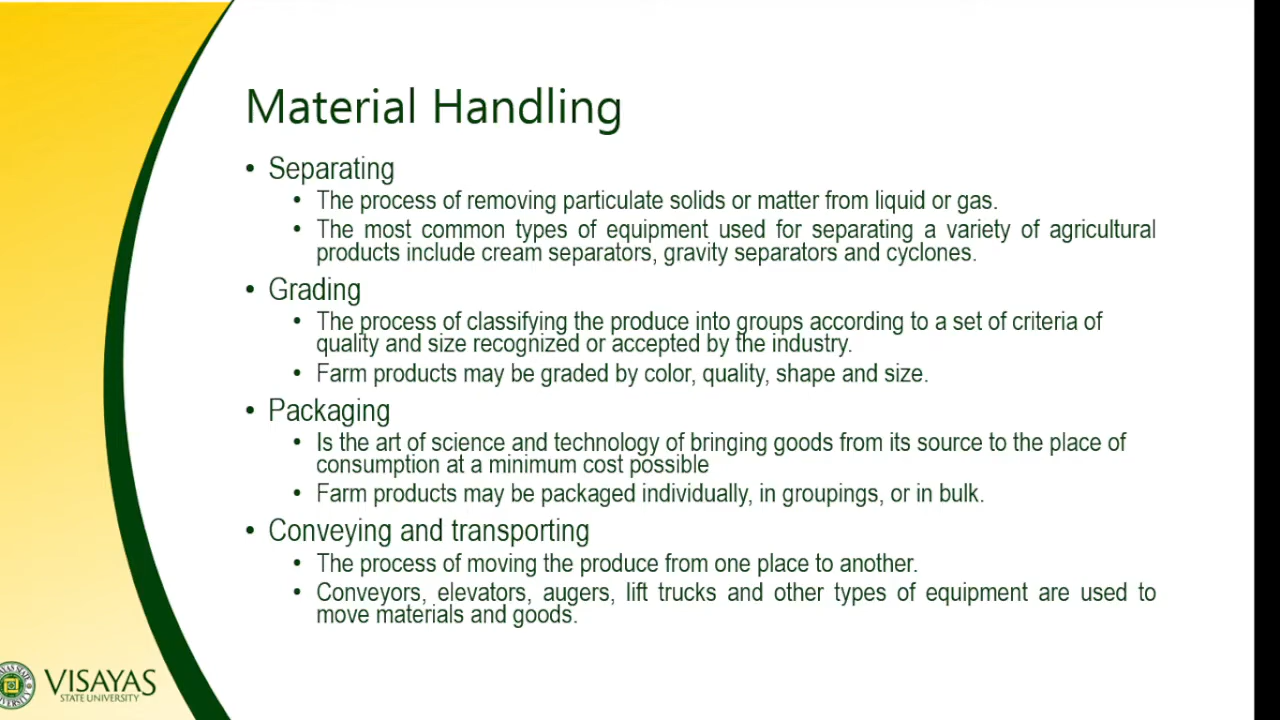 Material Handling
• Separating
• The process of removing particulate solids or matter from liquid or gas.
• The most common types of equipment used for separating a variety of agricultural
products include cream separators, gravity separators and cyclones.
• Grading
• The process of classifying the produce into groups according to a set of criteria of
quality and size recognized or accepted by the industry.
• Farm products may be graded by color, quality, shape and size.
• Packaging
• Is the art of science and technology of bringing goods from its source to the place of
consumption at a minimum cost possible
• Farm products may be packaged individually, in groupings, or in bulk.
• Conveying and transporting
• The process of moving the produce from one place to another.
• Conveyors, elevators, augers, lift trucks and other types of equipment are used to
move materials and goods.
VISAYAS
STATE UNIVERSITY